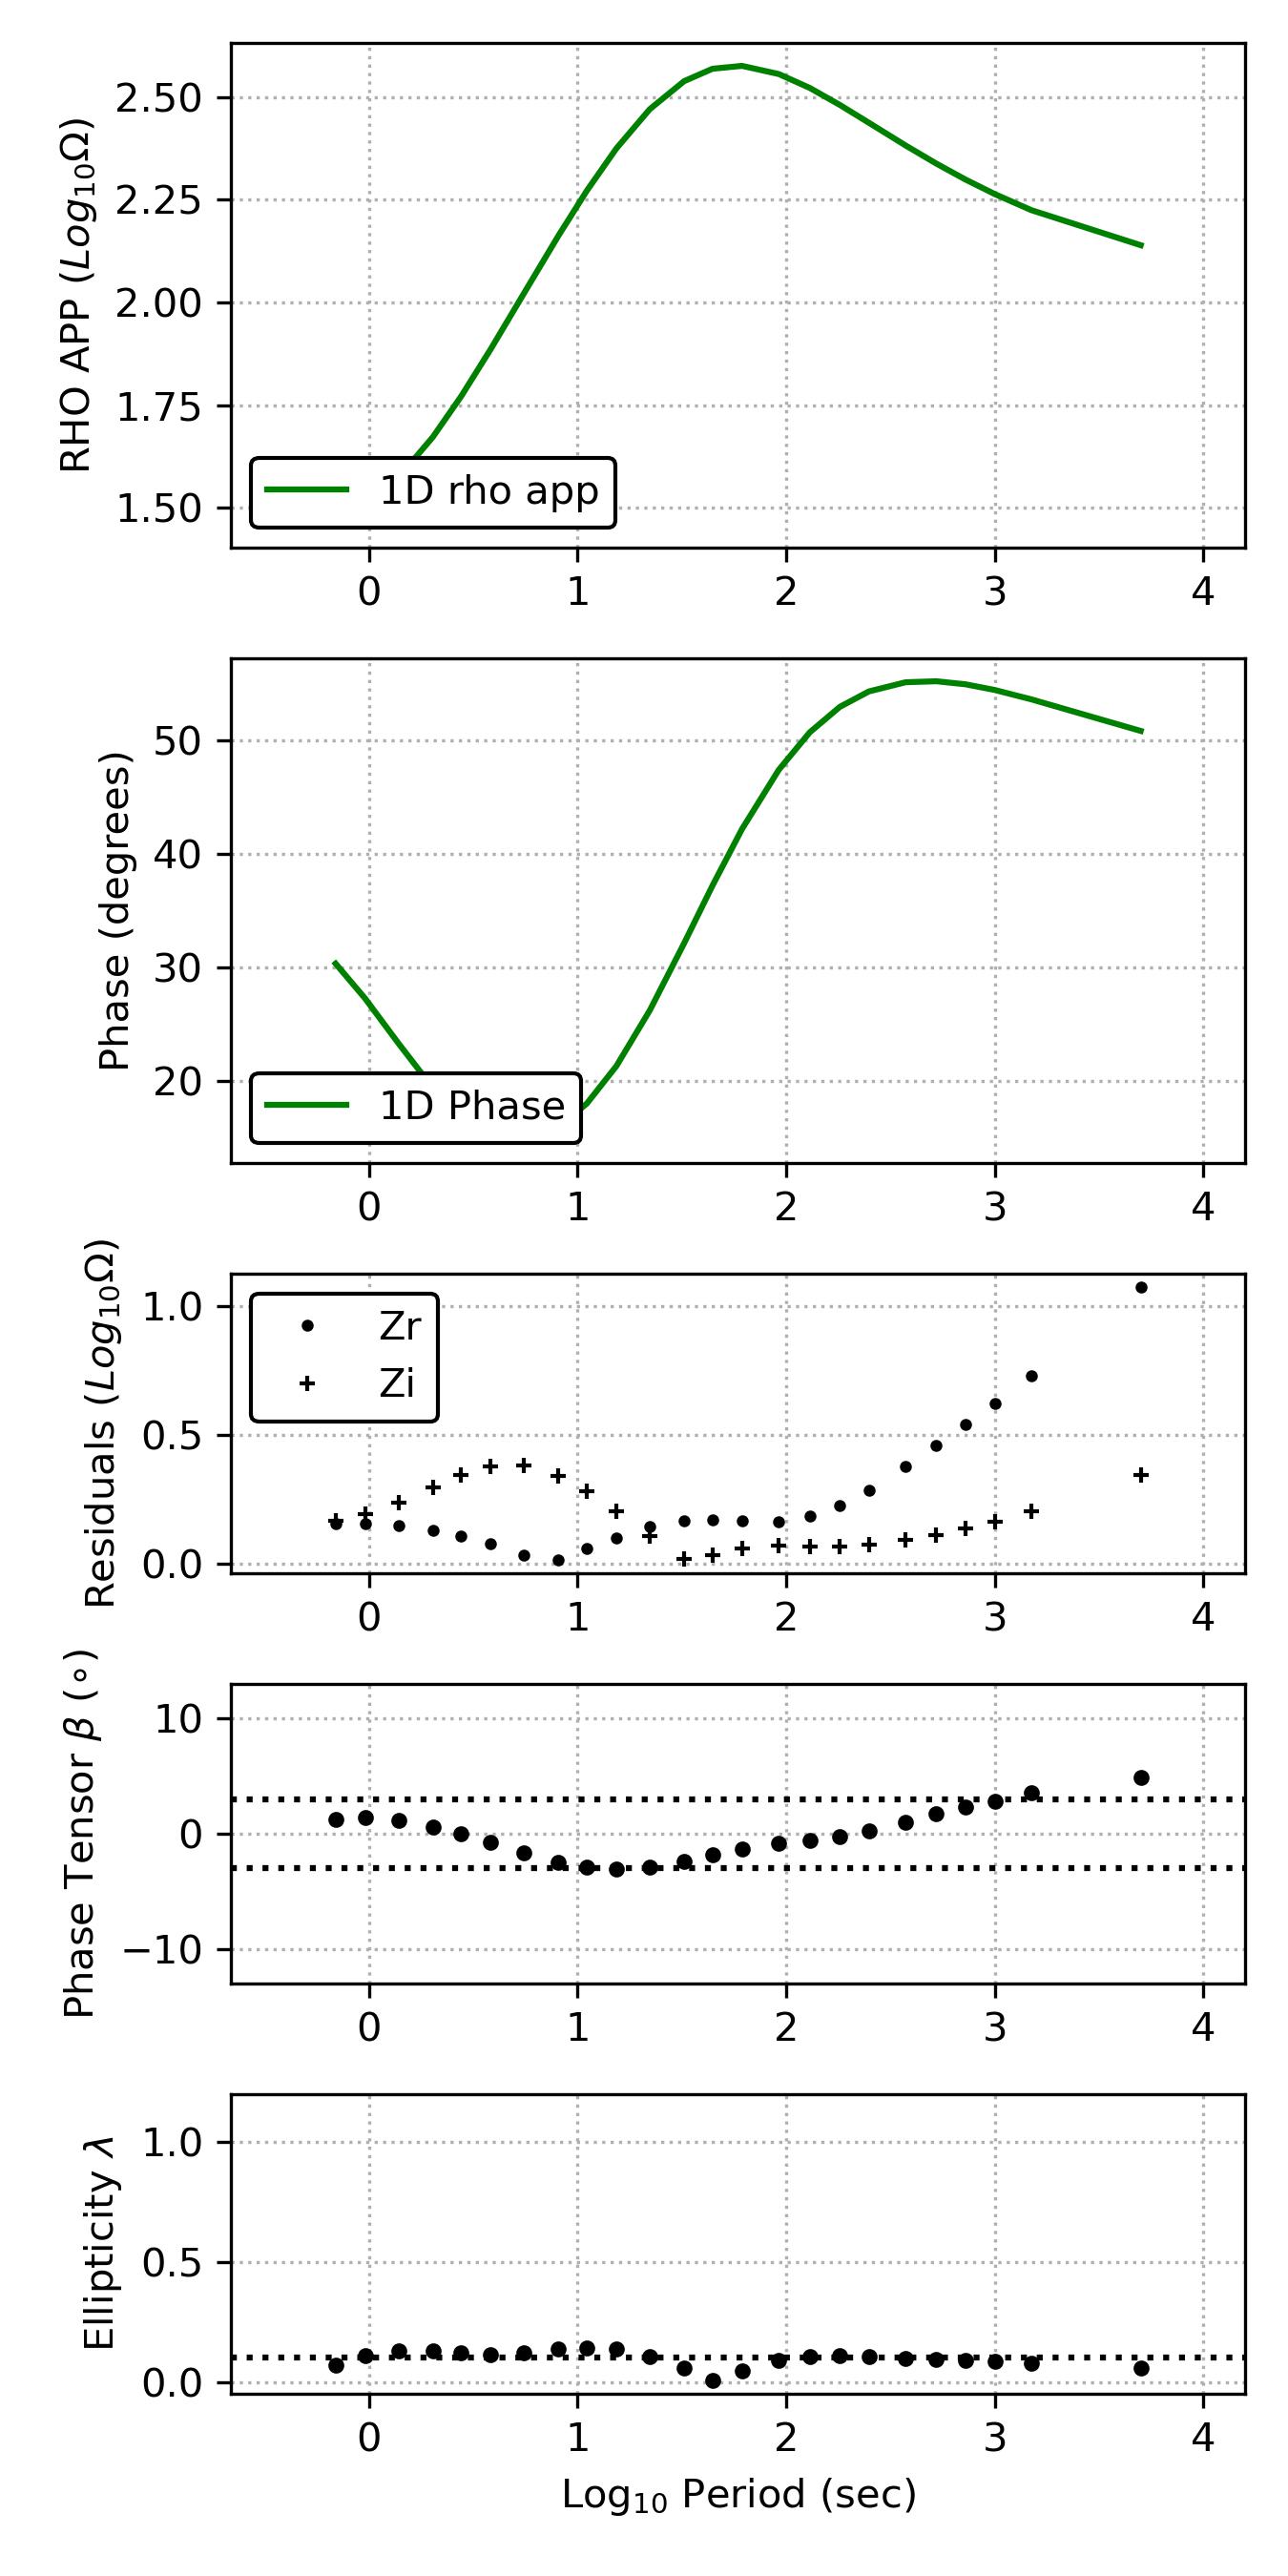 RHO APP (Log₁₀Ω)
2.50
2.25
2.00
1.75
1.50
1D rho app
0 1 2 3 4
Phase (degrees)
50
40
30
20
1D Phase
0 1 2 3 4
Residuals (Log₁₀Ω)
1.0
0.5
0.0
Zr
Zi
0 1 2 3 4
Phase Tensor β (∘)
10
0
−10
0 1 2 3 4
Ellipticity λ
1.0
0.5
0.0
0 1 2 3 4
Log₁₀ Period (sec)